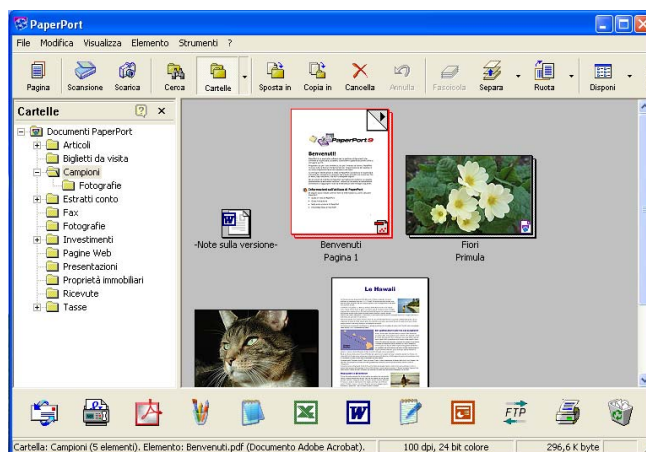 PaperPort
File Modifica Visualizza Elemento Strumenti ?
Pagina Scansione Scarica Cerca Cartelle Sposta in Copia in Cancella Annulla Fascicola Separa Ruota Disponi
Cartelle
Documenti PaperPort
Articoli
Biglietti da visita
Campioni
Fotografie
Estratti conto
Fax
Fotografie
Investimenti
Pagine Web
Presentazioni
Proprietà immobiliari
Ricevute
Tasse
PaperPort 9
Benvenuti!
-Note sulla versione-
Benvenuti
Pagina 1
Fiori
Primula
Le Hawaii
FTP
Cartella: Campioni (5 elementi). Elemento: Benvenuti.pdf (Documento Adobe Acrobat). 100 dpi, 24 bit colore 296,6 K byte